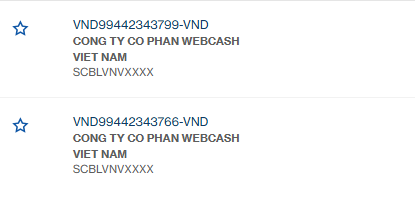 VND99442343799-VND
CONG TY CO PHAN WEBCASH
VIET NAM
SCBLVNVXXXX
VND99442343766-VND
CONG TY CO PHAN WEBCASH
VIET NAM
SCBLVNVXXXX